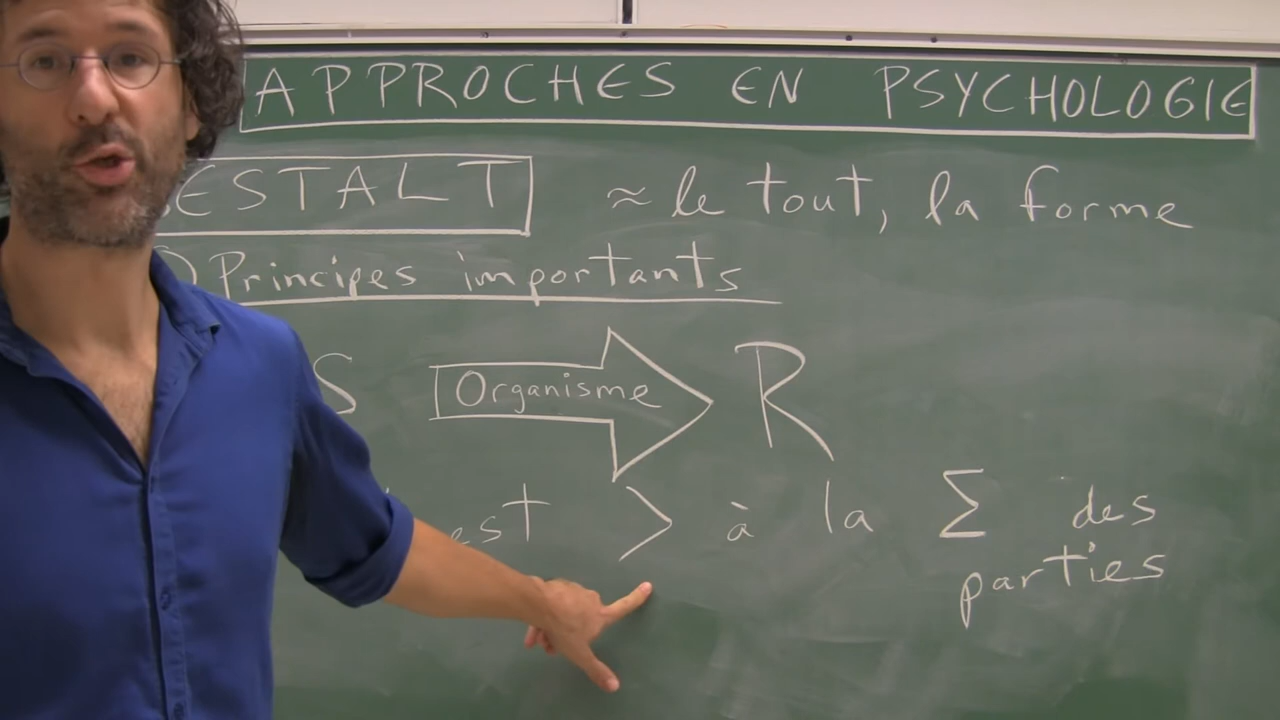 APPROCHES EN PSYCHOLOGIE
ESTALT ≈ le tout, la forme
) Principes importants
S Organisme R
est > à la Σ des
parties